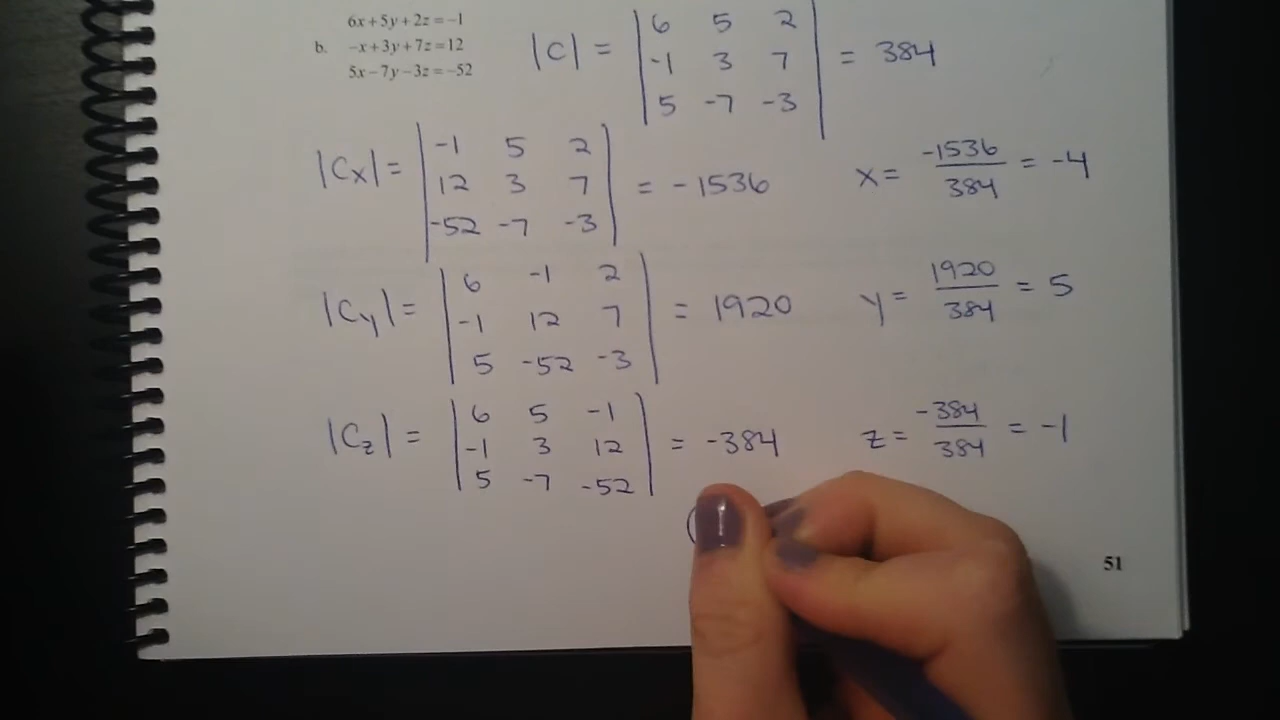 6x+5y+2z=-1
b. -x+3y+7z=12
5x-7y-3z=-52
|C| = | 6 5 2 | = 384
| -1 3 7 |
| 5 -7 -3 |
|Cx| = | -1 5 2 | = -1536
| 12 3 7 |
| -52 -7 -3 |
x = -1536/384 = -4
|Cy| = | 6 -1 2 | = 1920
| -1 12 7 |
| 5 -52 -3 |
y = 1920/384 = 5
|Cz| = | 6 5 -1 | = -384
| -1 3 12 |
| 5 -7 -52 |
z = -384/384 = -1
(
51